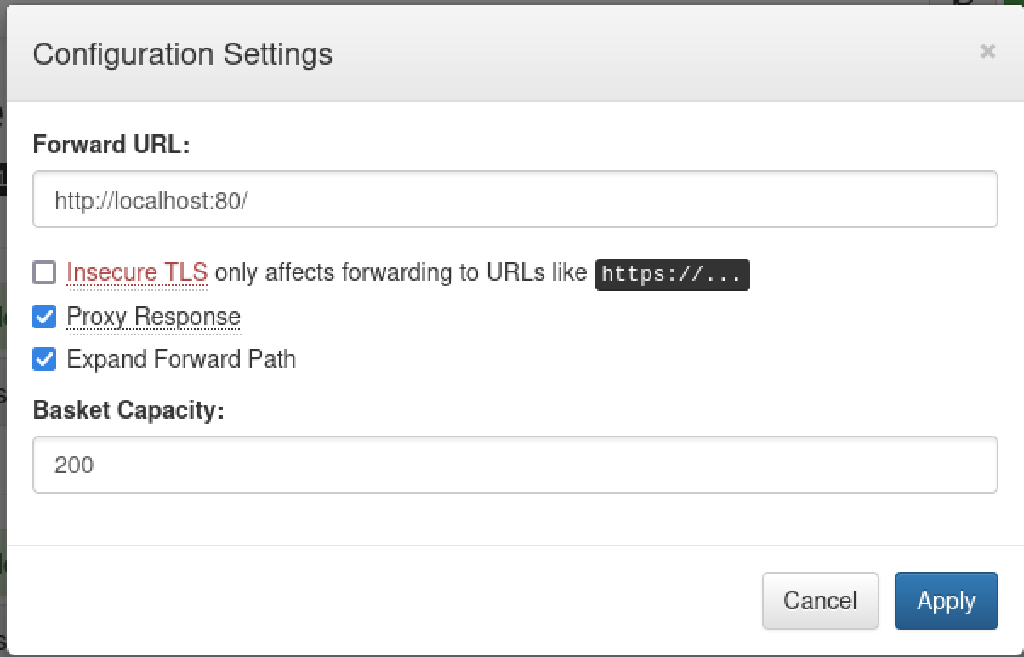 Configuration Settings
×
Forward URL:
http://localhost:80/
Insecure TLS only affects forwarding to URLs like https://...
Proxy Response
Expand Forward Path
Basket Capacity:
200
Cancel Apply